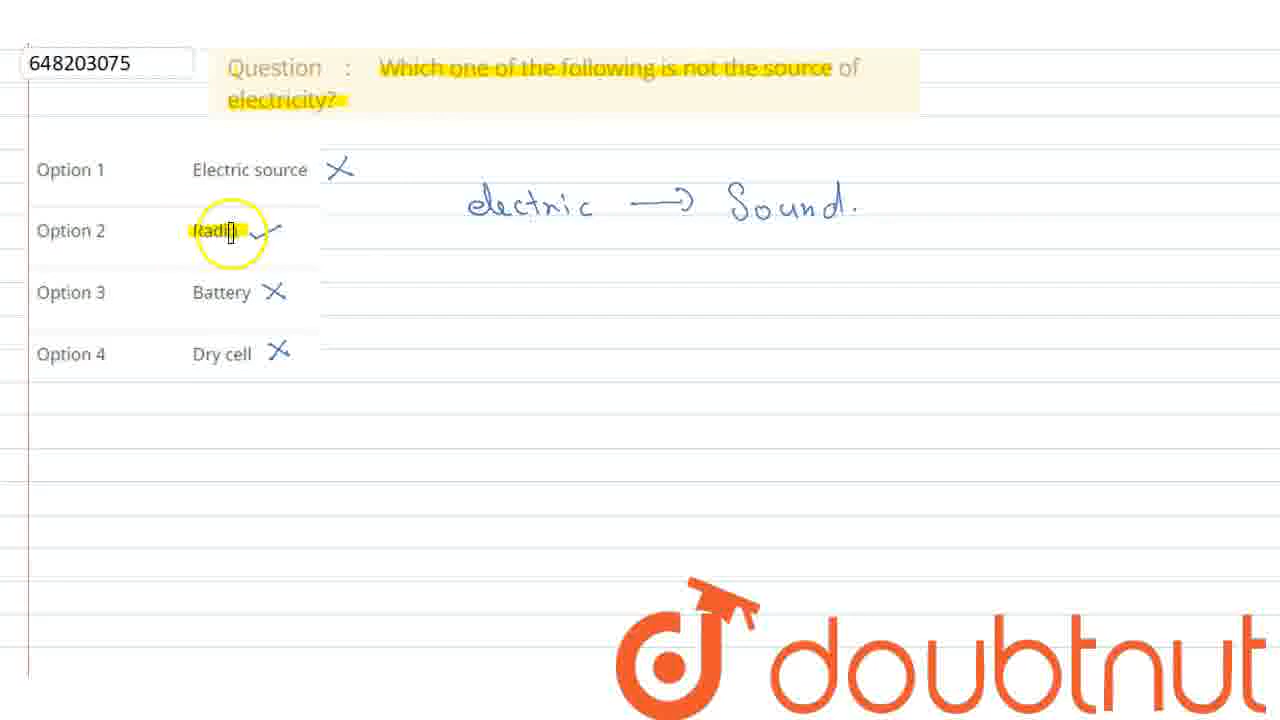 648203075
Question : Which one of the following is not the source of
electricity?
Option 1 Electric source
electric → Sound.
Option 2 Radio
Option 3 Battery
Option 4 Dry cell
doubtnut